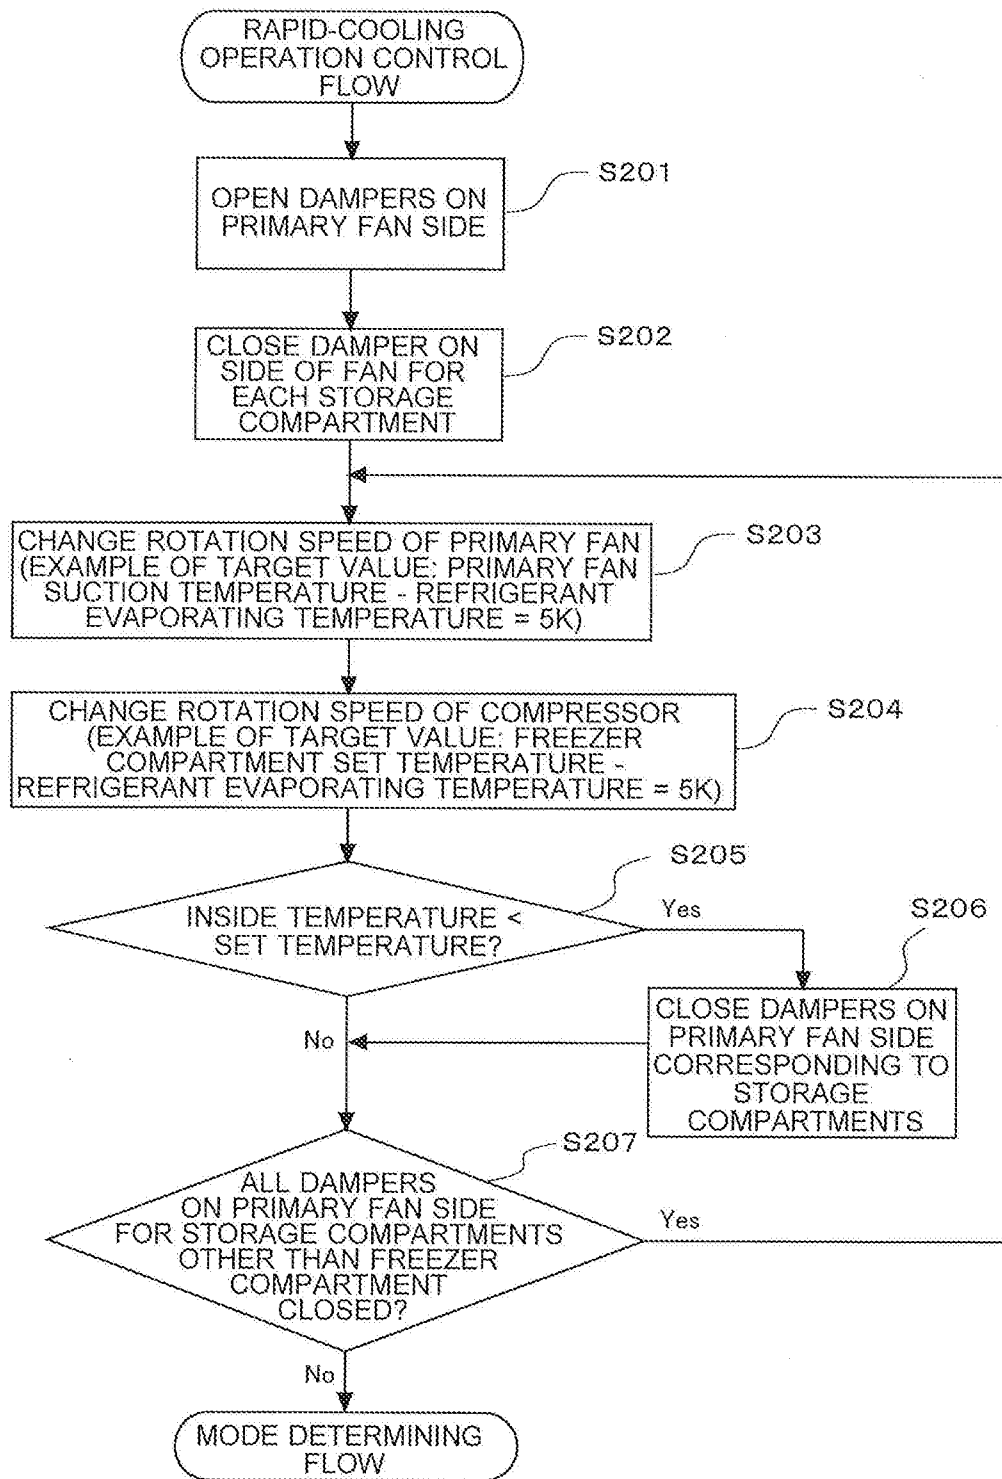 RAPID-COOLING
OPERATION CONTROL
FLOW
S201
OPEN DAMPERS ON
PRIMARY FAN SIDE
S202
CLOSE DAMPER ON
SIDE OF FAN FOR
EACH STORAGE
COMPARTMENT
S203
CHANGE ROTATION SPEED OF PRIMARY FAN
(EXAMPLE OF TARGET VALUE: PRIMARY FAN
SUCTION TEMPERATURE - REFRIGERANT
EVAPORATING TEMPERATURE = 5K)
S204
CHANGE ROTATION SPEED OF COMPRESSOR
(EXAMPLE OF TARGET VALUE: FREEZER
COMPARTMENT SET TEMPERATURE -
REFRIGERANT EVAPORATING TEMPERATURE = 5K)
S205
INSIDE TEMPERATURE <
SET TEMPERATURE?
Yes
S206
CLOSE DAMPERS ON
PRIMARY FAN SIDE
CORRESPONDING TO
STORAGE
COMPARTMENTS
No
S207
ALL DAMPERS
ON PRIMARY FAN SIDE
FOR STORAGE COMPARTMENTS
OTHER THAN FREEZER
COMPARTMENT
CLOSED?
Yes
No
MODE DETERMINING
FLOW